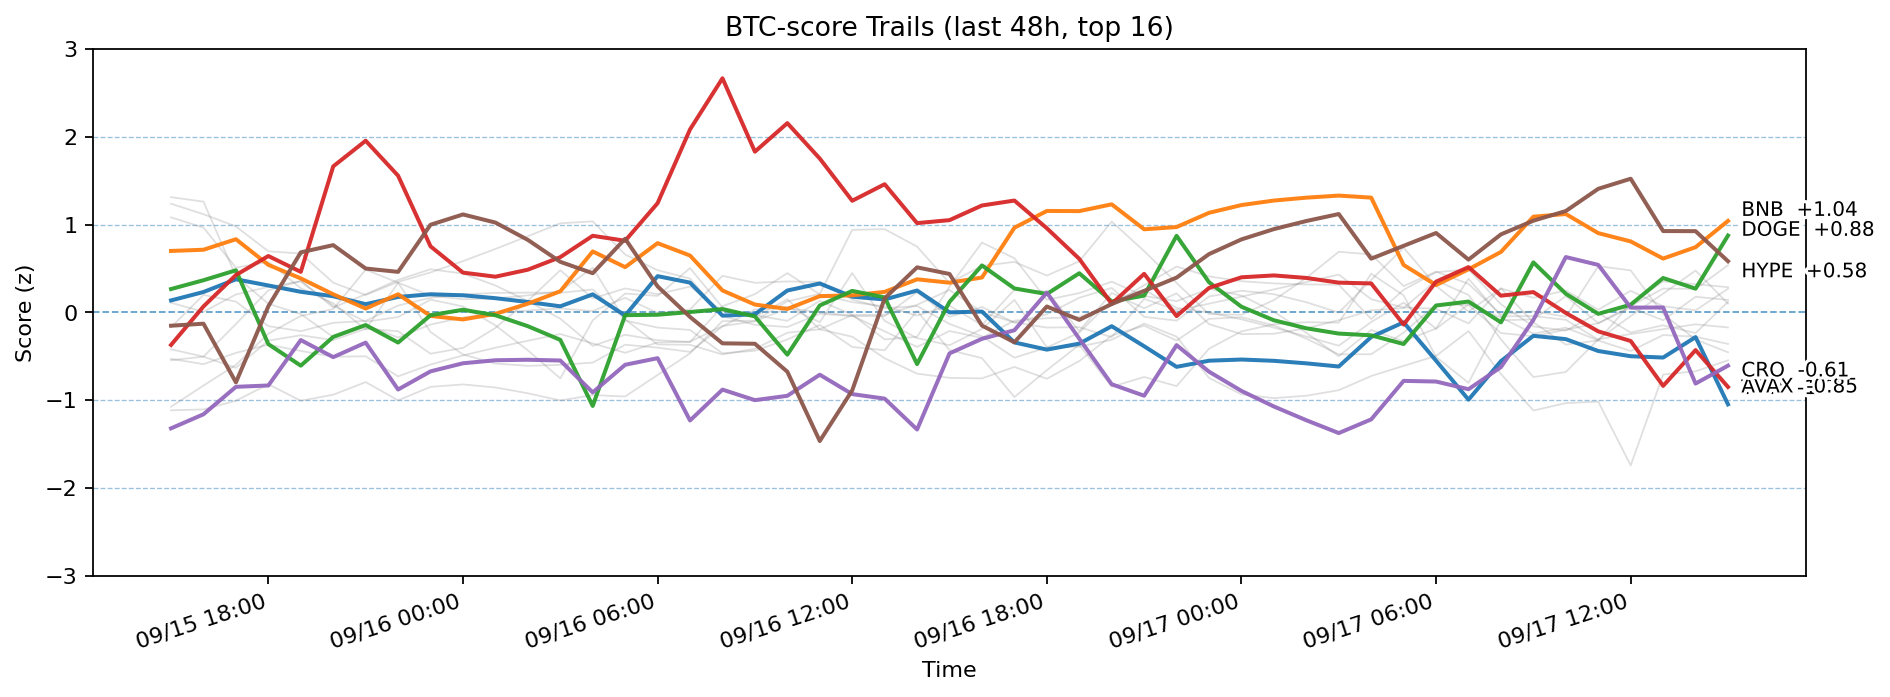 BTC-score Trails (last 48h, top 16)
Score (z)
3
2
1
0
−1
−2
−3
BNB +1.04
DOGE +0.88
HYPE +0.58
CRO -0.61
AVAX -0.85
09/15 18:00
09/16 00:00
09/16 06:00
09/16 12:00
09/16 18:00
09/17 00:00
09/17 06:00
09/17 12:00
Time